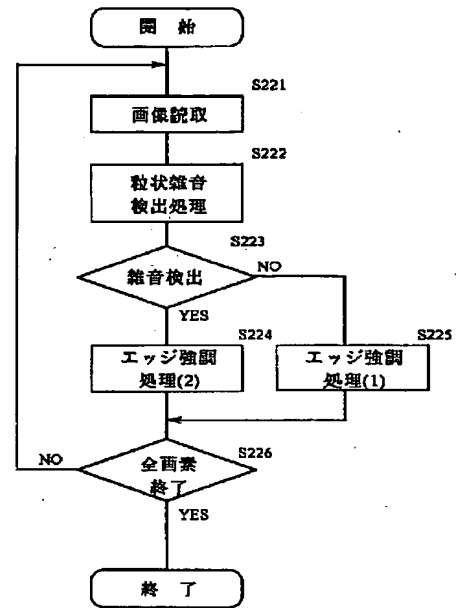 開 始
S221
画像読取
S222
粒状雑音
検出処理
S223
雑音検出
NO
YES
S224
エッジ強調
処理(2)
S225
エッジ強調
処理(1)
S226
NO
全画素
終了
YES
終 了